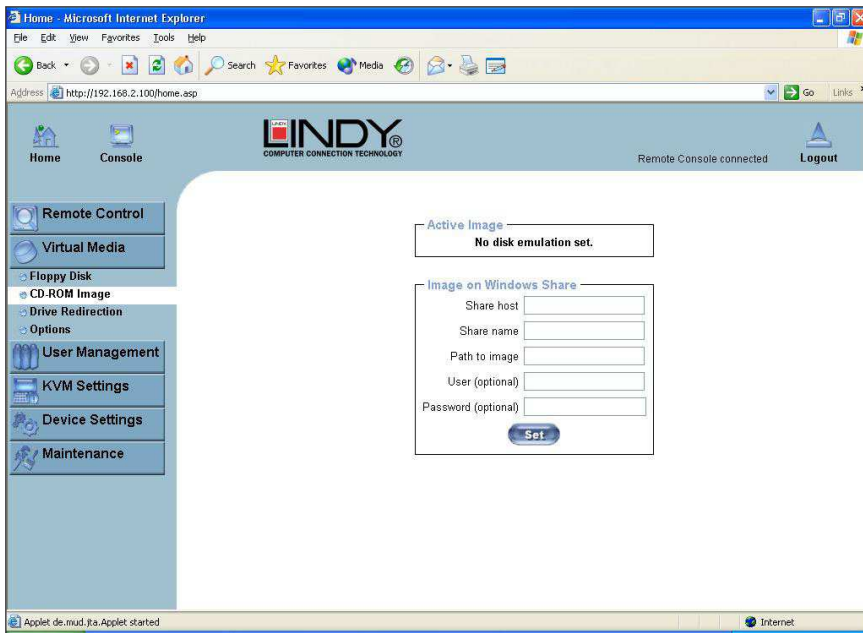 Home - Microsoft Internet Explorer
File Edit View Favorites Tools Help
Back Search Favorites Media
Address http://192.168.2.100/home.asp Go Links
Home Console LINDY® Remote Console connected Logout
COMPUTER CONNECTION TECHNOLOGY
Remote Control
Virtual Media
Floppy Disk
CD-ROM Image
Drive Redirection
Options
User Management
KVM Settings
Device Settings
Maintenance
Active Image
No disk emulation set.
Image on Windows Share
Share host
Share name
Path to image
User (optional)
Password (optional)
Set
Applet de.mud.jta.Applet started Internet